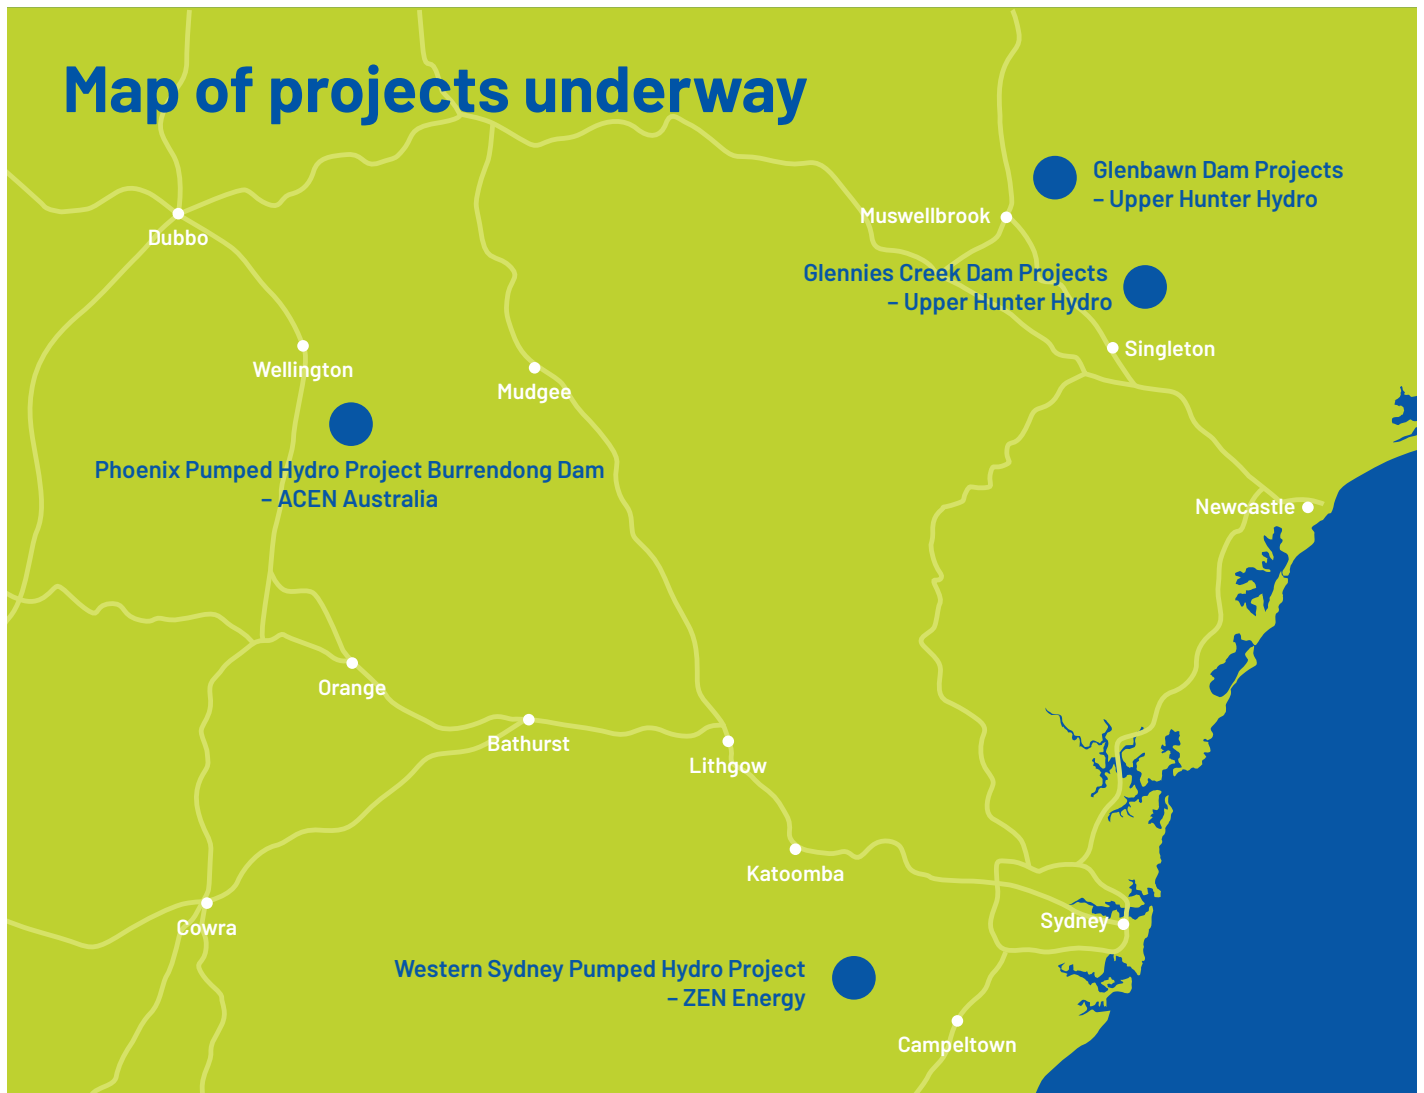 Map of projects underway
Glenbawn Dam Projects
– Upper Hunter Hydro
Muswellbrook
Dubbo
Glennies Creek Dam Projects
– Upper Hunter Hydro
Singleton
Wellington
Mudgee
Phoenix Pumped Hydro Project Burrendong Dam
– ACEN Australia
Newcastle
Orange
Bathurst
Lithgow
Katoomba
Cowra
Sydney
Western Sydney Pumped Hydro Project
– ZEN Energy
Campeltown